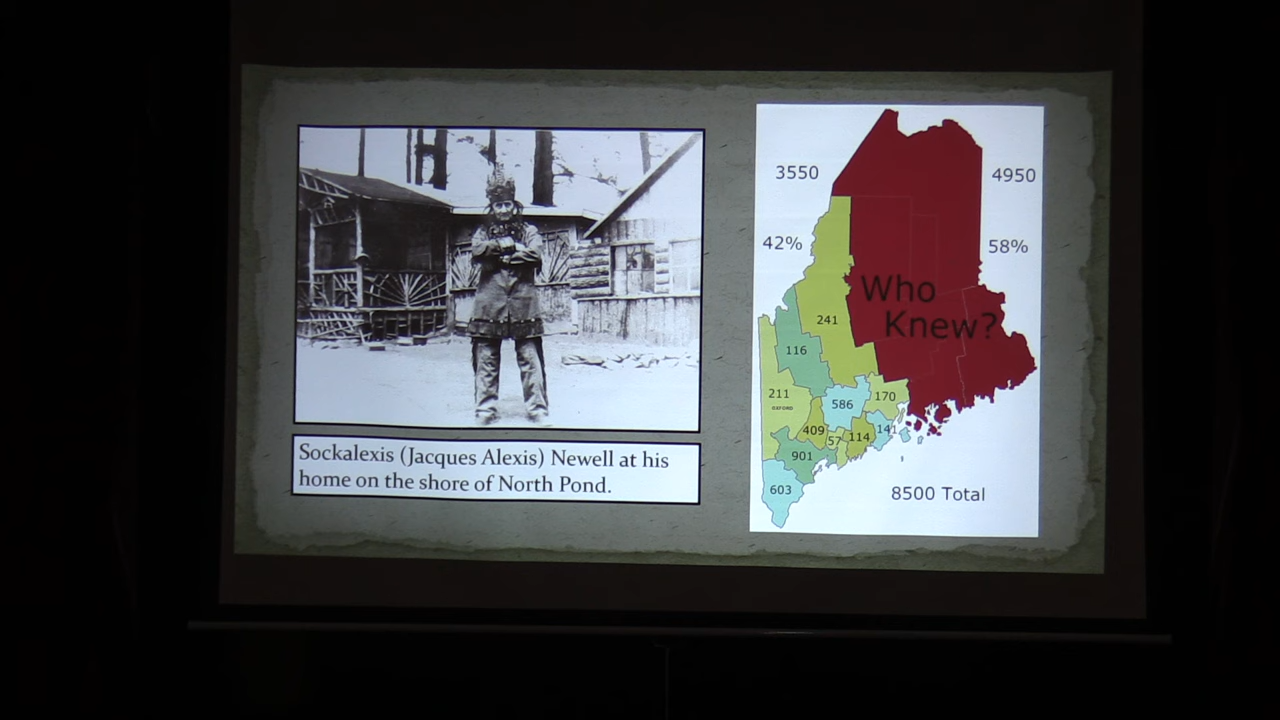 Sockalexis (Jacques Alexis) Newell at his
home on the shore of North Pond.
3550
4950
42%
58%
Who
Knew?
241
116
211
OXFORD
586
170
409
57
114
141
901
603
8500 Total